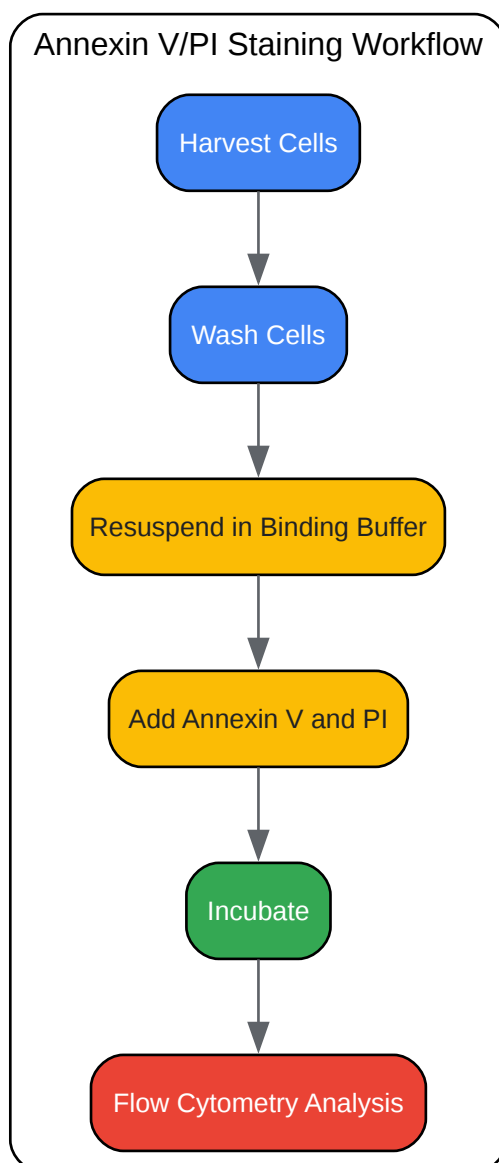 Annexin V/PI Staining Workflow
Harvest Cells
Wash Cells
Resuspend in Binding Buffer
Add Annexin V and PI
Incubate
Flow Cytometry Analysis